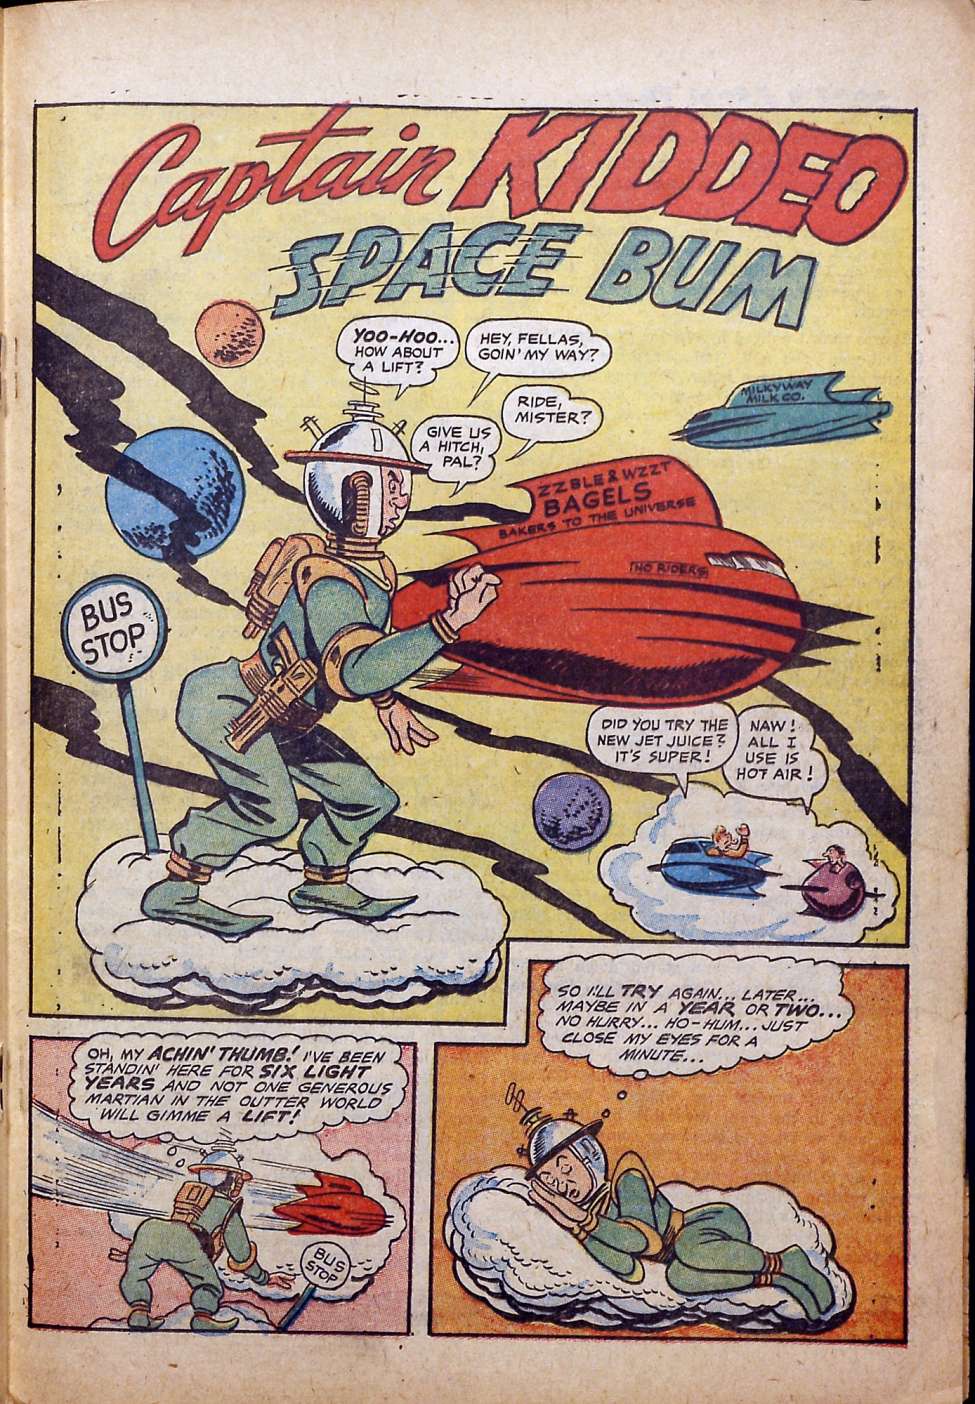 Captain KIDDEO
SPACE BUM
YOO-HOO...
HOW ABOUT
A LIFT?
HEY, FELLAS,
GOIN' MY WAY?
GIVE US
A HITCH,
PAL?
RIDE,
MISTER?
MILKYWAY
MILK CO.
ZZBLE & WZZT
BAGELS
BAKERS TO THE UNIVERSE
NO RIDERS
BUS
STOP
DID YOU TRY THE
NEW JET JUICE?
IT'S SUPER!
NAW!
ALL I
USE IS
HOT AIR!
OH, MY ACHIN' THUMB! I'VE BEEN
STANDIN' HERE FOR SIX LIGHT
YEARS AND NOT ONE GENEROUS
MARTIAN IN THE OUTTER WORLD
WILL GIMME A LIFT!
BUS
STOP
SO I'LL TRY AGAIN... LATER...
MAYBE IN A YEAR OR TWO...
NO HURRY... HO-HUM... JUST
CLOSE MY EYES FOR A
MINUTE...